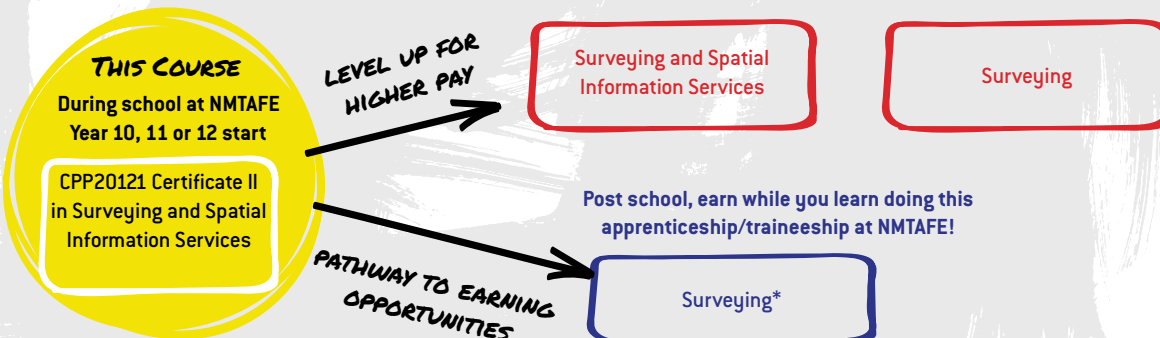 THIS COURSE
During school at NMTAFE
Year 10, 11 or 12 start
CPP20121 Certificate II
in Surveying and Spatial
Information Services
LEVEL UP FOR
HIGHER PAY
Surveying and Spatial
Information Services
Surveying
PATHWAY TO EARNING
OPPORTUNITIES
Post school, earn while you learn doing this
apprenticeship/traineeship at NMTAFE!
Surveying*